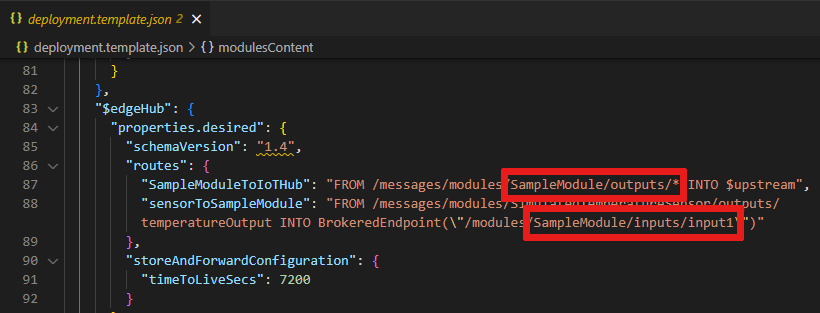 {} deployment.template.json 2 ×
{} deployment.template.json > {} modulesContent
81 }
82 },
83 "$edgeHub": {
84 "properties.desired": {
85 "schemaVersion": "1.4",
86 "routes": {
87 "SampleModuleToIoTHub": "FROM /messages/modules/SampleModule/outputs/* INTO $upstream",
88 "sensorToSampleModule": "FROM /messages/modules/SimulatedTemperatureSensor/outputs/
temperatureOutput INTO BrokeredEndpoint(\"/modules/SampleModule/inputs/input1\")"
89 },
90 "storeAndForwardConfiguration": {
91 "timeToLiveSecs": 7200
92 }